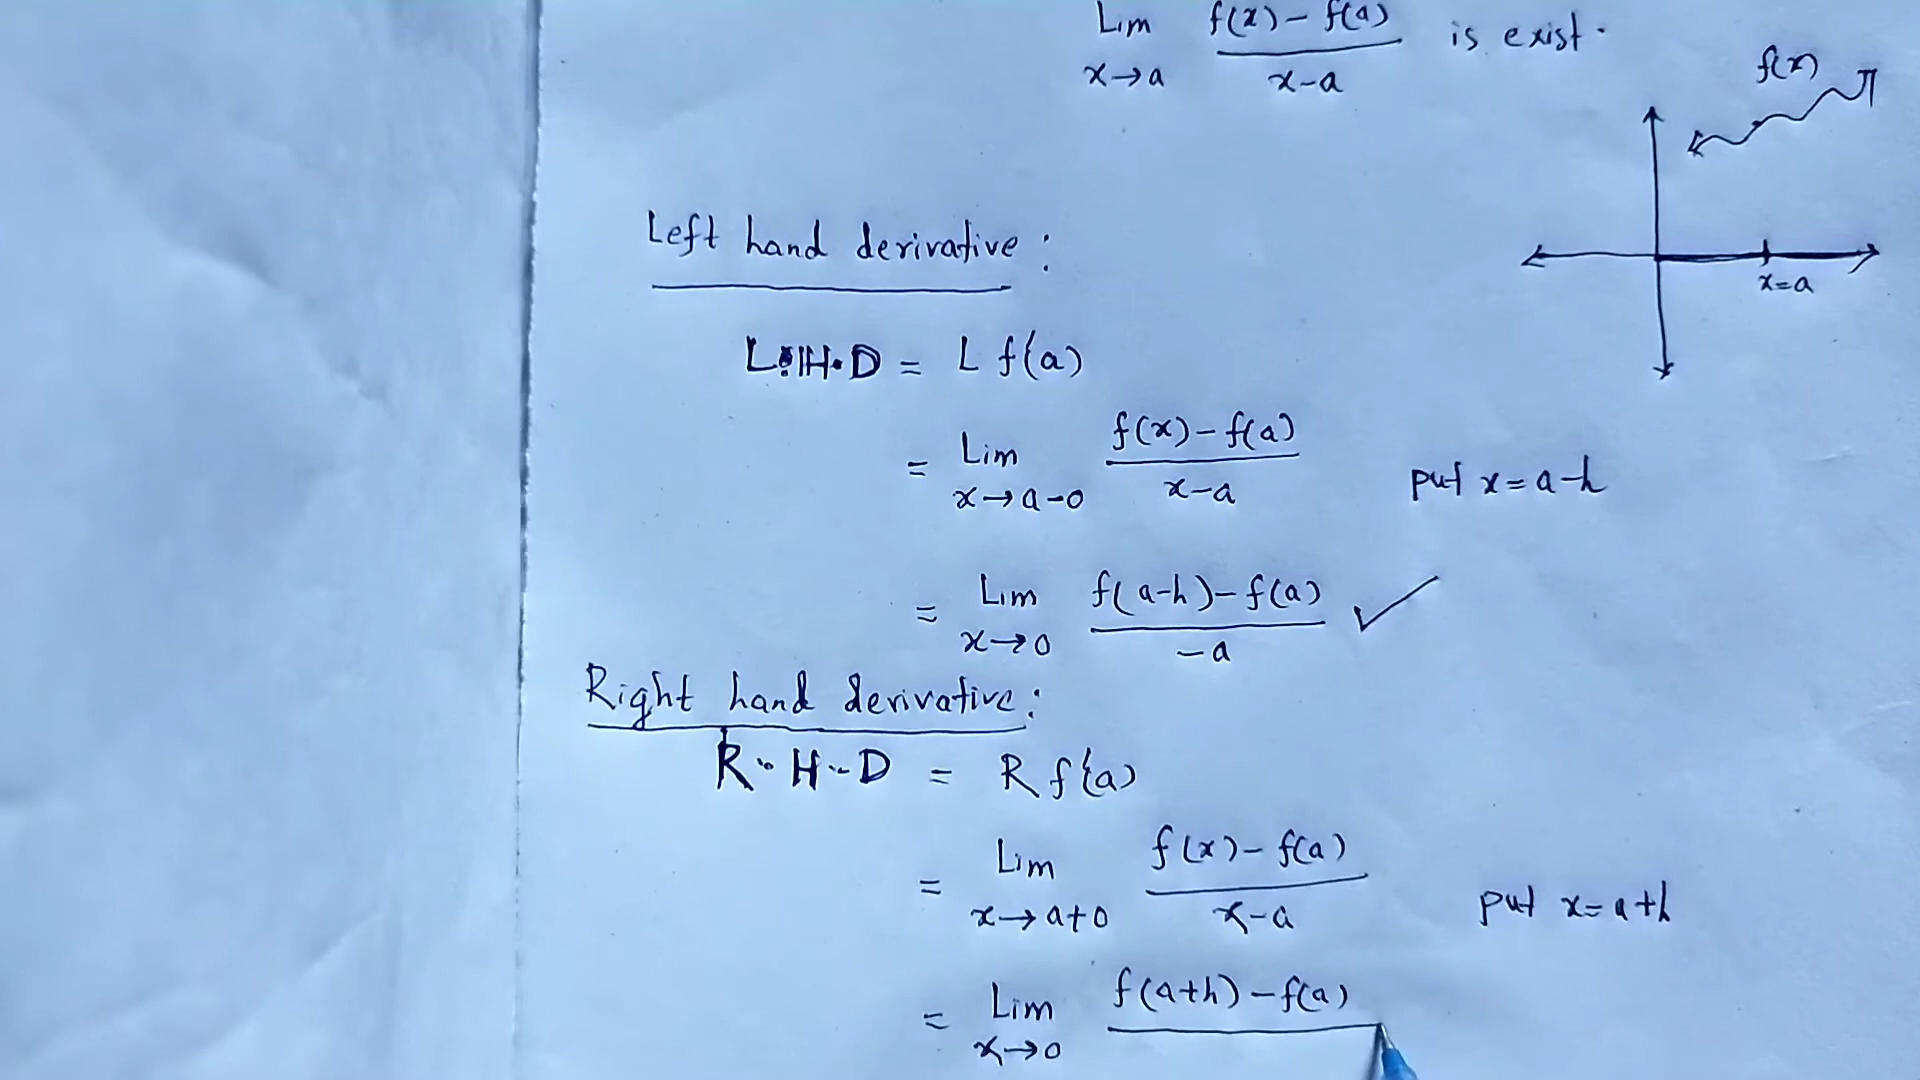 Lim f(x) - f(a) is exist.
x→a x-a
f(x)
x=a
Left hand derivative:
L.H.D = L f'(a)
= Lim f(x) - f(a)
x→a-0 x-a put x=a-h
= Lim f(a-h) - f(a) ✓
x→0 -a
Right hand derivative:
R.H.D = R f'(a)
= Lim f(x) - f(a)
x→a+0 x-a put x=a+h
= Lim f(a+h) - f(a)
x→0